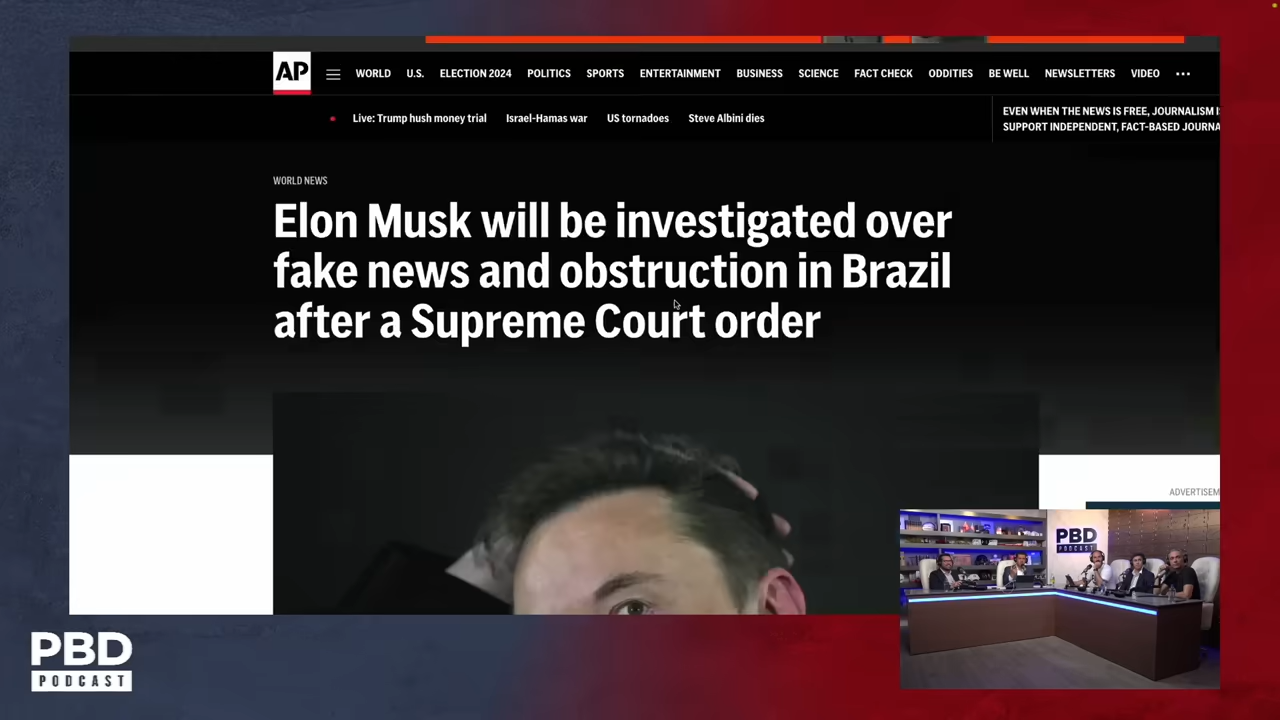 AP
WORLD U.S. ELECTION 2024 POLITICS SPORTS ENTERTAINMENT BUSINESS SCIENCE FACT CHECK ODDITIES BE WELL NEWSLETTERS VIDEO
Live: Trump hush money trial Israel-Hamas war US tornadoes Steve Albini dies
EVEN WHEN THE NEWS IS FREE, JOURNALISM I
SUPPORT INDEPENDENT, FACT-BASED JOURNA
WORLD NEWS
Elon Musk will be investigated over
fake news and obstruction in Brazil
after a Supreme Court order
ADVERTISEM
PBD
PODCAST
PBD
PODCAST